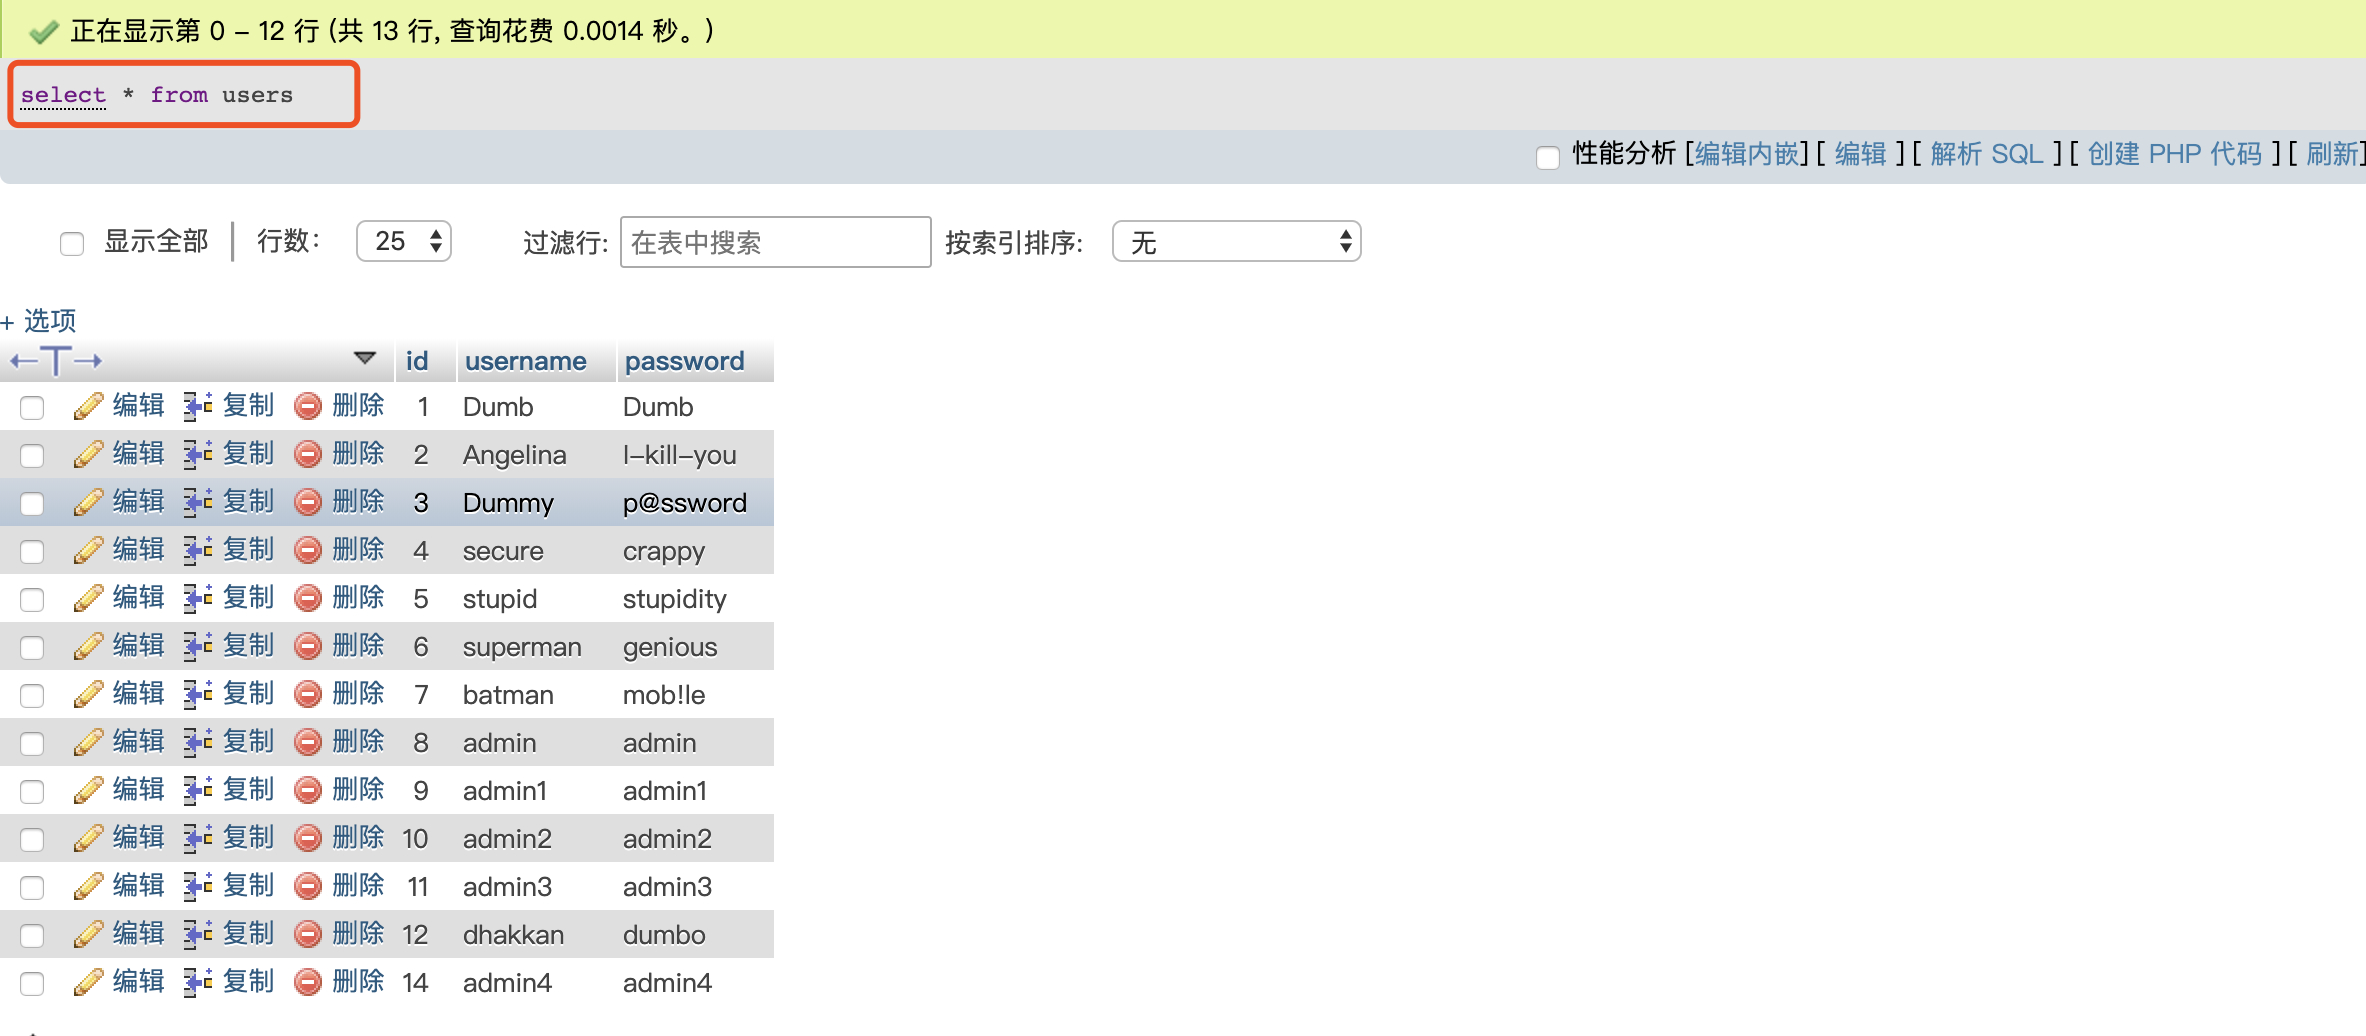 正在显示第 0 - 12 行 (共 13 行, 查询花费 0.0014 秒。)
select * from users
性能分析 [编辑内嵌] [ 编辑 ] [ 解析 SQL ] [ 创建 PHP 代码 ] [ 刷新]
显示全部 | 行数： 25 过滤行: 在表中搜索 按索引排序: 无
+ 选项
←T→ id username password
编辑 复制 删除 1 Dumb Dumb
编辑 复制 删除 2 Angelina I-kill-you
编辑 复制 删除 3 Dummy p@ssword
编辑 复制 删除 4 secure crappy
编辑 复制 删除 5 stupid stupidity
编辑 复制 删除 6 superman genious
编辑 复制 删除 7 batman mob!le
编辑 复制 删除 8 admin admin
编辑 复制 删除 9 admin1 admin1
编辑 复制 删除 10 admin2 admin2
编辑 复制 删除 11 admin3 admin3
编辑 复制 删除 12 dhakkan dumbo
编辑 复制 删除 14 admin4 admin4